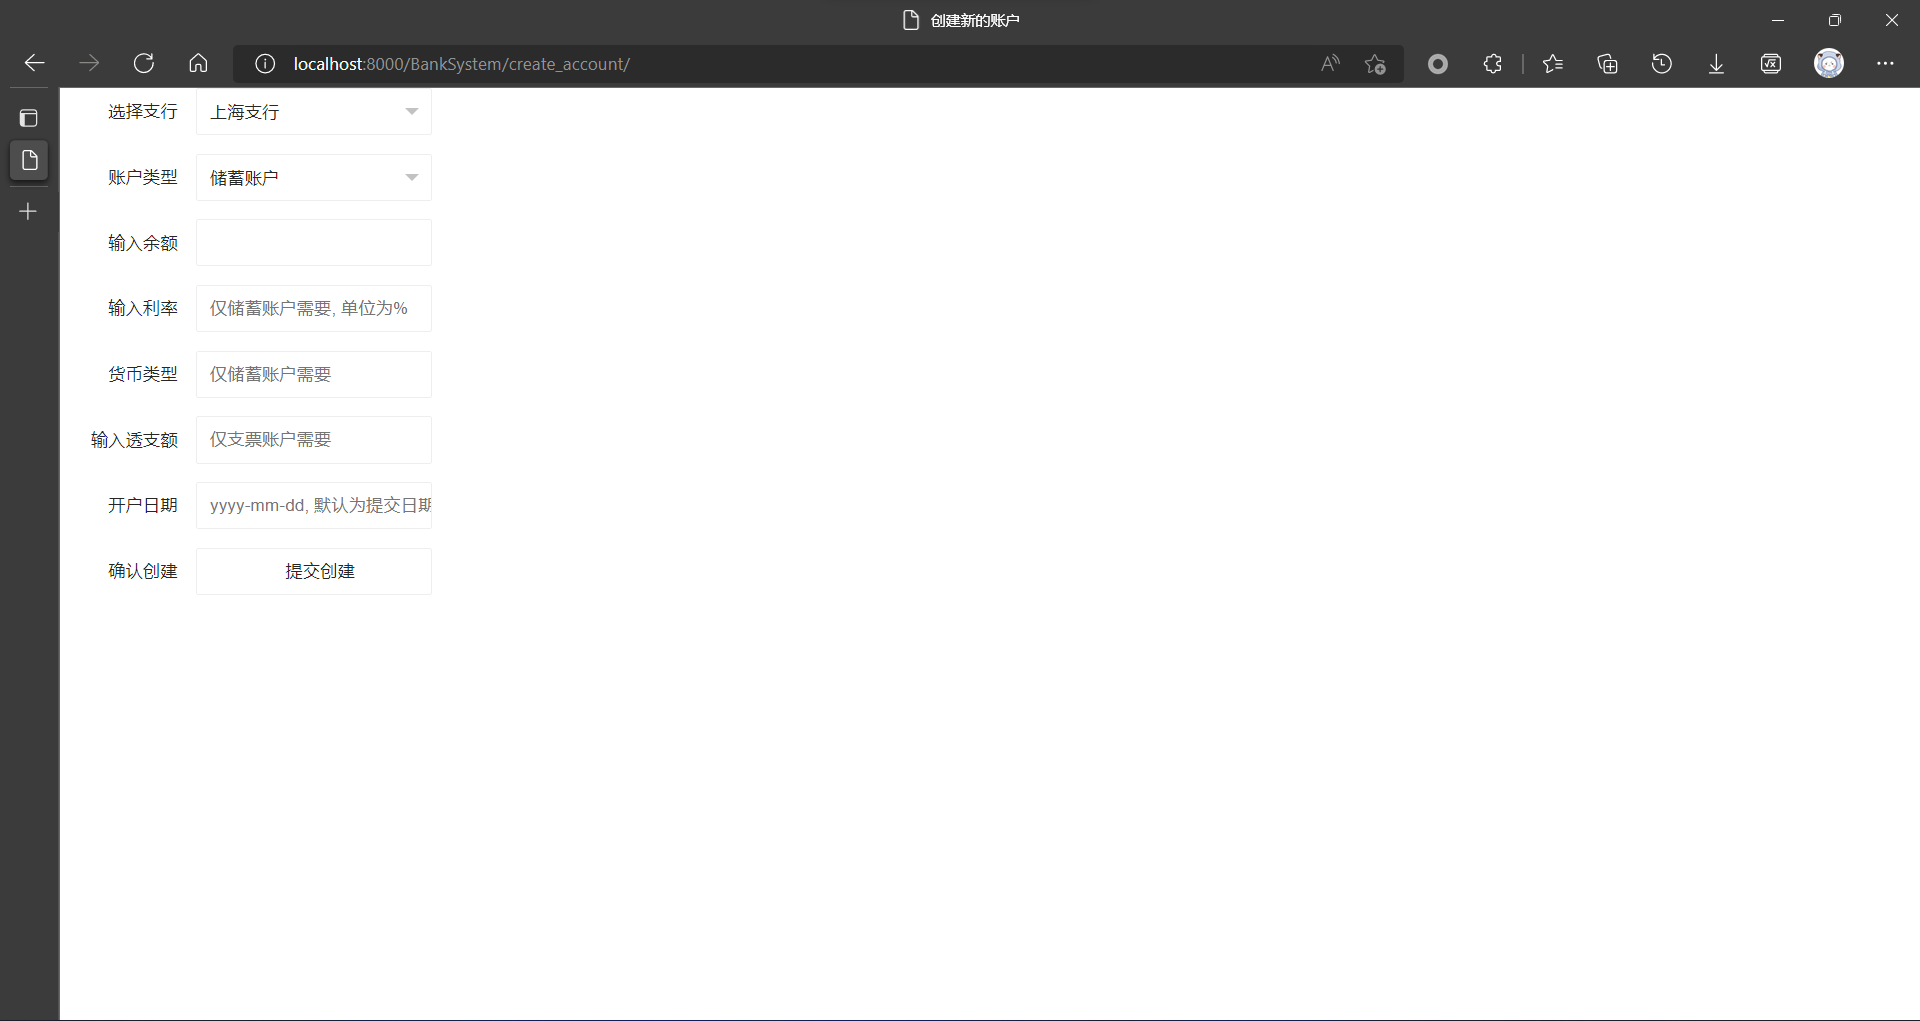 创建新的账户
localhost:8000/BankSystem/create_account/
选择支行 上海支行
账户类型 储蓄账户
输入余额
输入利率 仅储蓄账户需要, 单位为%
货币类型 仅储蓄账户需要
输入透支额 仅支票账户需要
开户日期 yyyy-mm-dd, 默认为提交日期
确认创建 提交创建